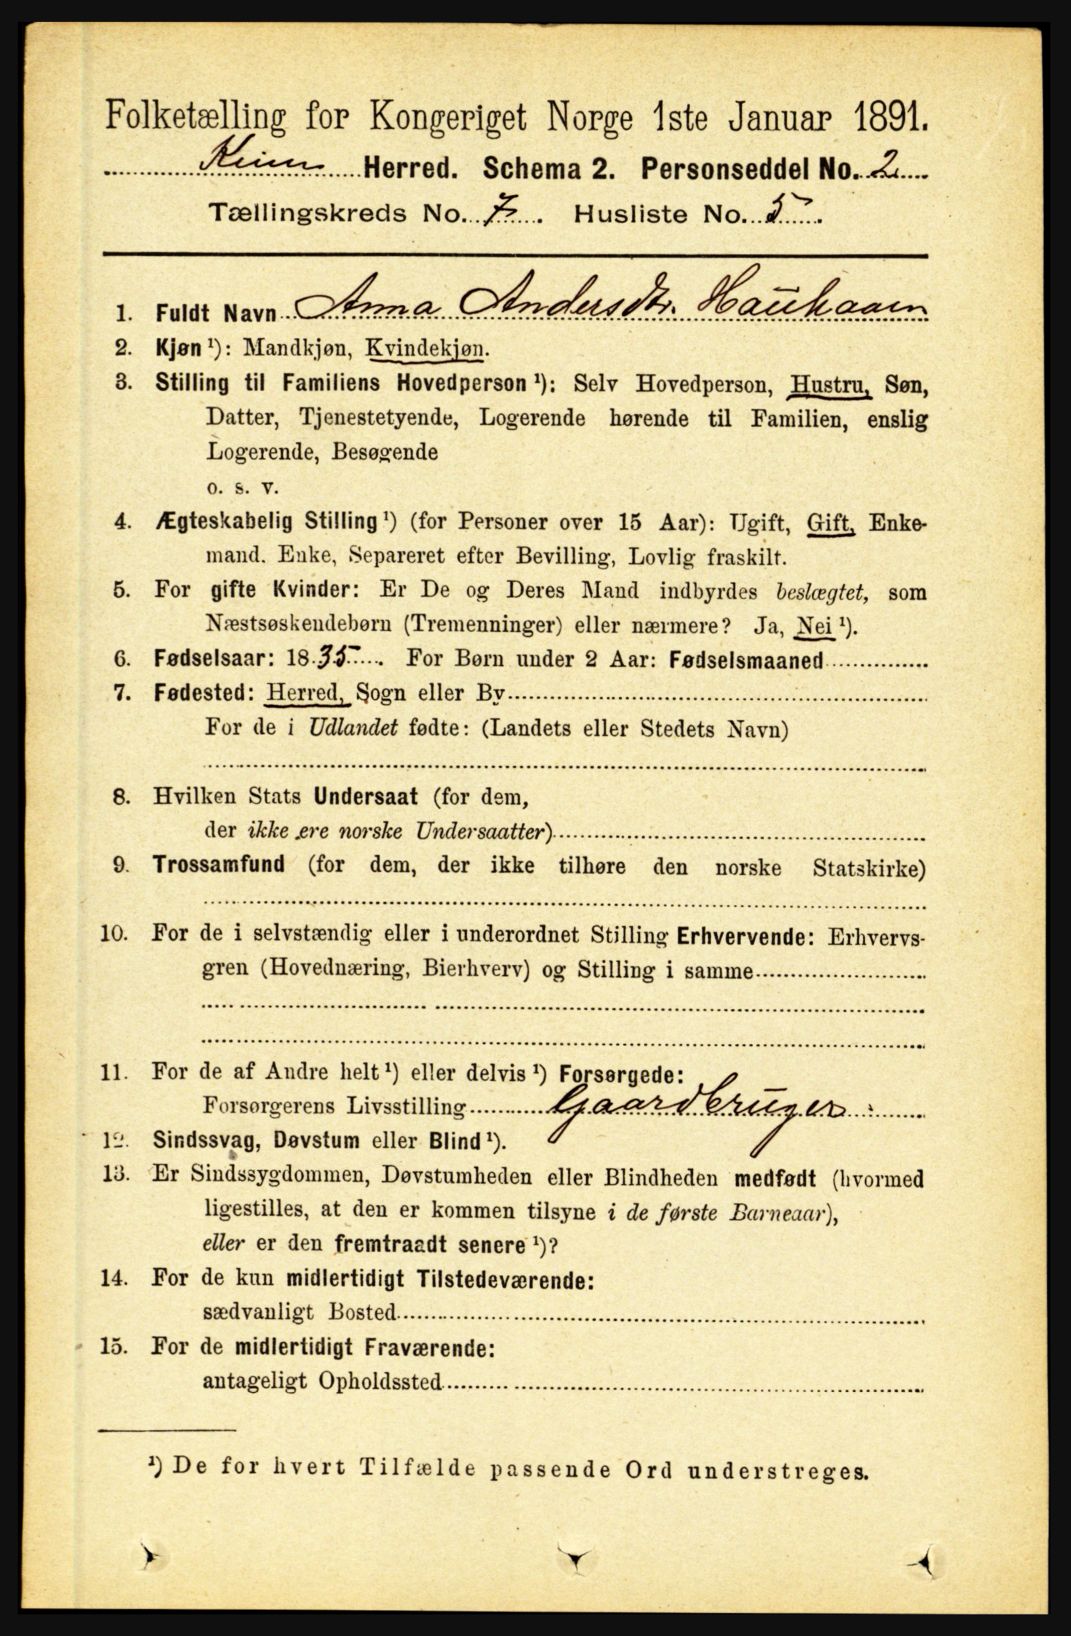 Folketælling for Kongeriget Norge 1ste Januar 1891.
Kinn Herred. Schema 2. Personseddel No. 2
Tællingskreds No. 7. Husliste No. 5.
1. Fuldt Navn Anna Andersdtr. Hauhaaen
2. Kjøn ¹): Mandkjøn, Kvindekjøn.
3. Stilling til Familiens Hovedperson ¹): Selv Hovedperson, Hustru, Søn,
Datter, Tjenestetyende, Logerende hørende til Familien, enslig
Logerende, Besøgende
o. s. v.
4. Ægteskabelig Stilling ¹) (for Personer over 15 Aar): Ugift, Gift, Enke-
mand. Enke, Separeret efter Bevilling, Lovlig fraskilt.
5. For gifte Kvinder: Er De og Deres Mand indbyrdes beslægtet, som
Næstsøskendebørn (Tremenninger) eller nærmere? Ja, Nei ¹).
6. Fødselsaar: 1835. For Børn under 2 Aar: Fødselsmaaned
7. Fødested: Herred, Sogn eller By
For de i Udlandet fødte: (Landets eller Stedets Navn)
8. Hvilken Stats Undersaat (for dem,
der ikke ere norske Undersaatter)
9. Trossamfund (for dem, der ikke tilhøre den norske Statskirke)
10. For de i selvstændig eller i underordnet Stilling Erhvervende: Erhvervs-
gren (Hovednæring, Bierhverv) og Stilling i samme
11. For de af Andre helt ¹) eller delvis ¹) Forsørgede:
Forsørgerens Livsstilling Gaardbruger
12. Sindssvag, Døvstum eller Blind ¹).
13. Er Sindssygdommen, Døvstumheden eller Blindheden medfødt (hvormed
ligestilles, at den er kommen tilsyne i de første Barneaar),
eller er den fremtraadt senere ¹)?
14. For de kun midlertidigt Tilstedeværende:
sædvanligt Bosted
15. For de midlertidigt Fraværende:
antageligt Opholdssted
¹) De for hvert Tilfælde passende Ord understreges.